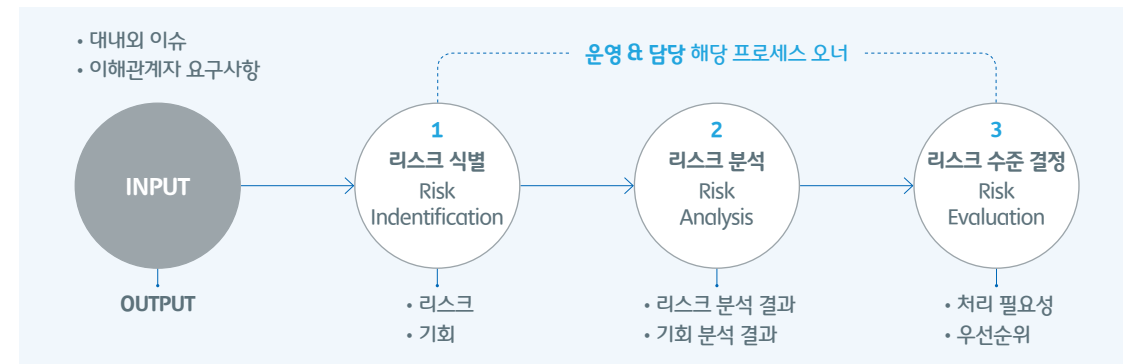 • 대내외 이슈
• 이해관계자 요구사항
운영 & 담당 해당 프로세스 오너
INPUT
1
리스크 식별
Risk
Indentification
2
리스크 분석
Risk
Analysis
3
리스크 수준 결정
Risk
Evaluation
OUTPUT
• 리스크
• 기회
• 리스크 분석 결과
• 기회 분석 결과
• 처리 필요성
• 우선순위